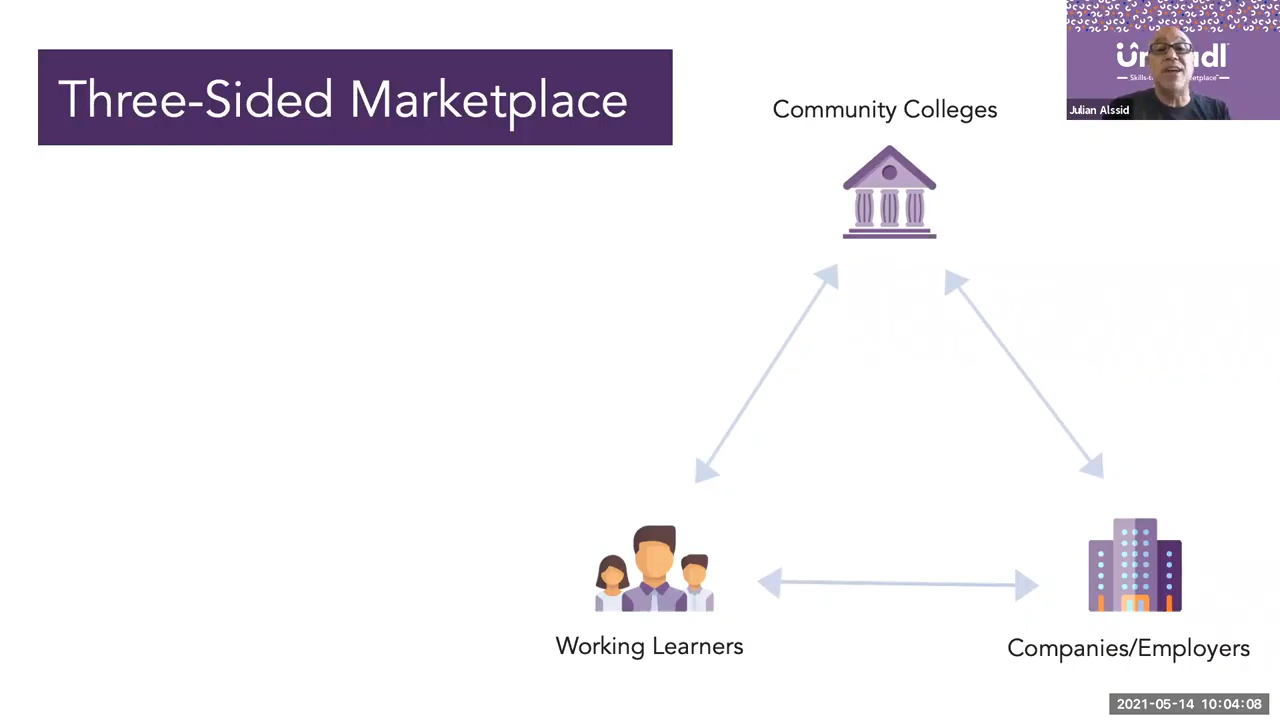 Three-Sided Marketplace
Community Colleges
Julian Alssid
Working Learners
Companies/Employers
2021-05-14 10:04:08